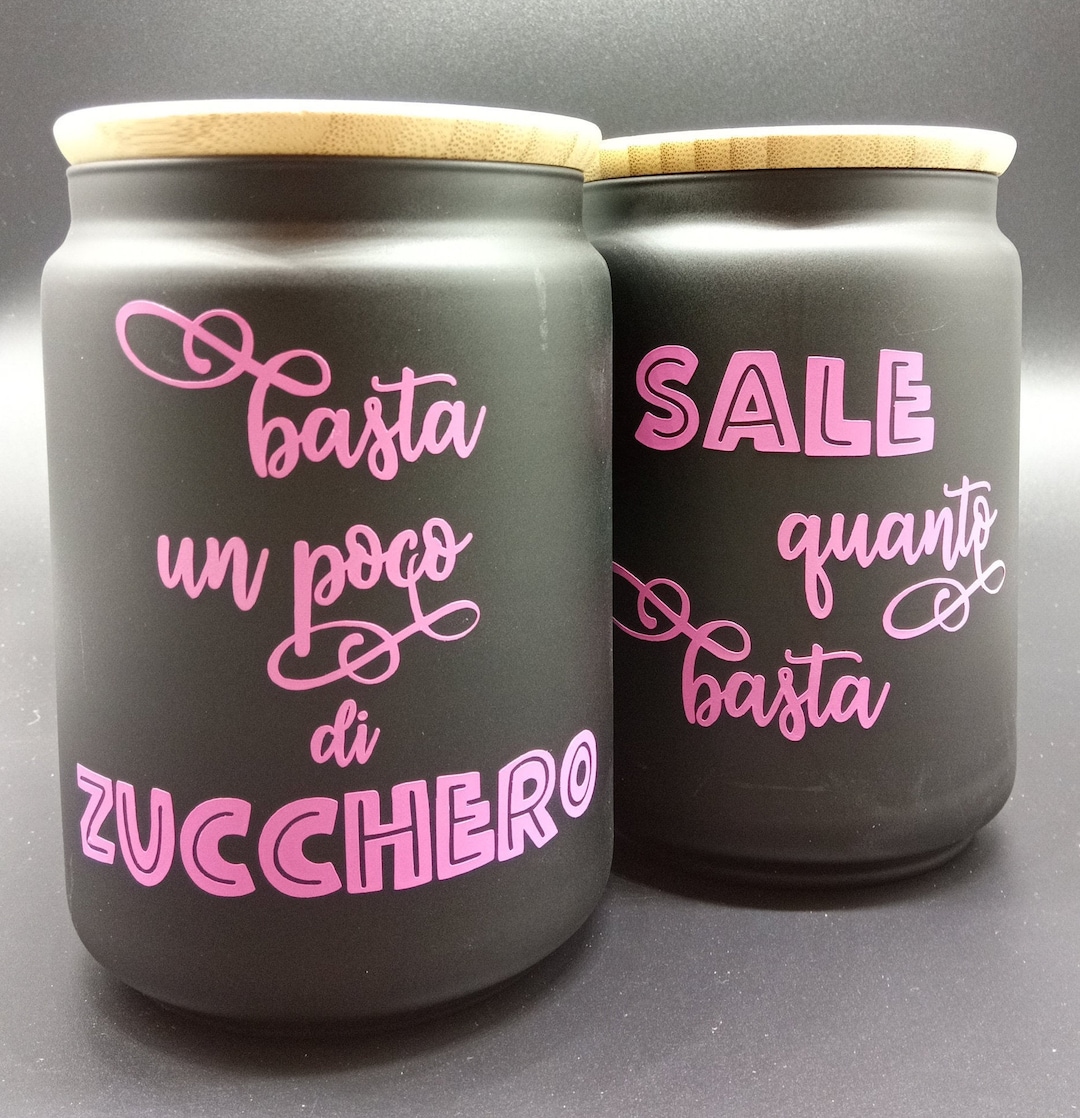 basta
un poco
di
ZUCCHERO
SALE
quanto
basta